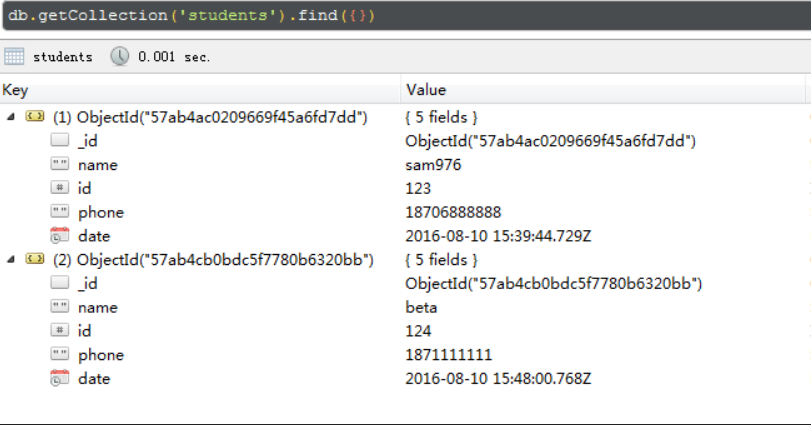 db.getCollection('students').find({})
students 0.001 sec.
Key Value
(1) ObjectId("57ab4ac0209669f45a6fd7dd") { 5 fields }
_id ObjectId("57ab4ac0209669f45a6fd7dd")
name sam976
id 123
phone 18706888888
date 2016-08-10 15:39:44.729Z
(2) ObjectId("57ab4cb0bdc5f7780b6320bb") { 5 fields }
_id ObjectId("57ab4cb0bdc5f7780b6320bb")
name beta
id 124
phone 1871111111
date 2016-08-10 15:48:00.768Z